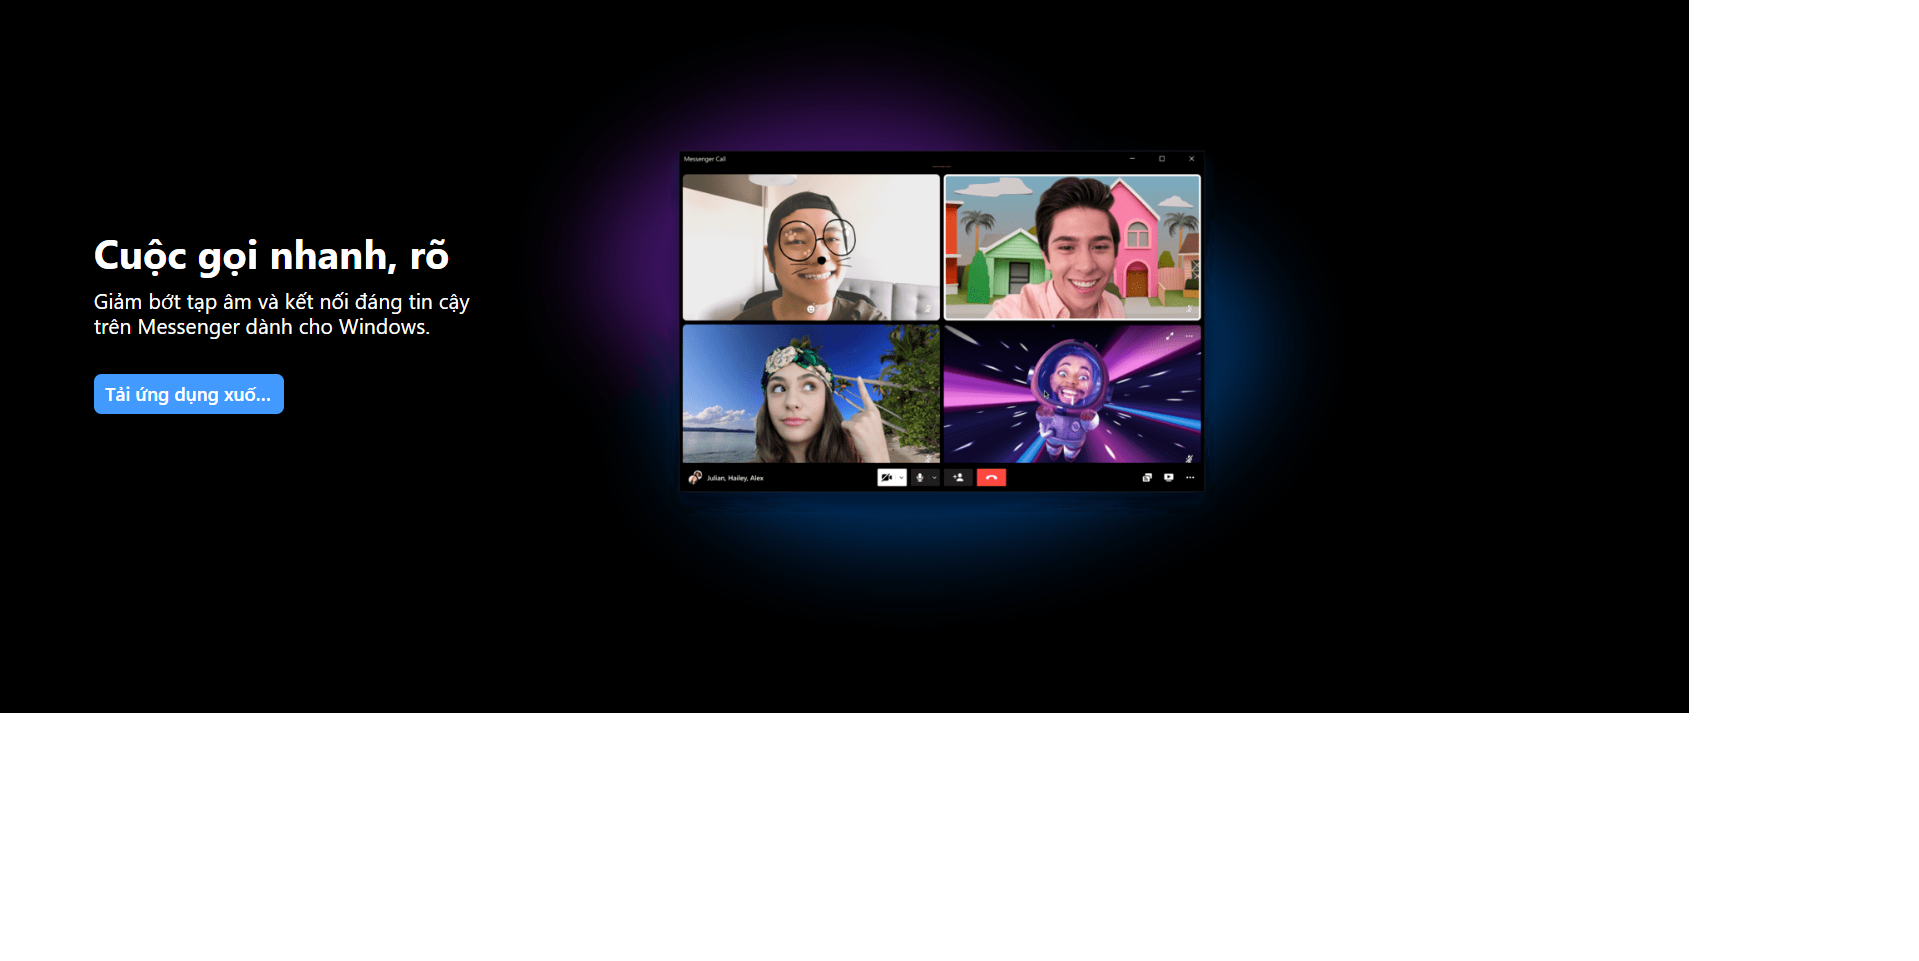 Cuộc gọi nhanh, rõ
Giảm bớt tạp âm và kết nối đáng tin cậy
trên Messenger dành cho Windows.
Tải ứng dụng xuố...
Messenger Call
Julian, Hailey, Alex